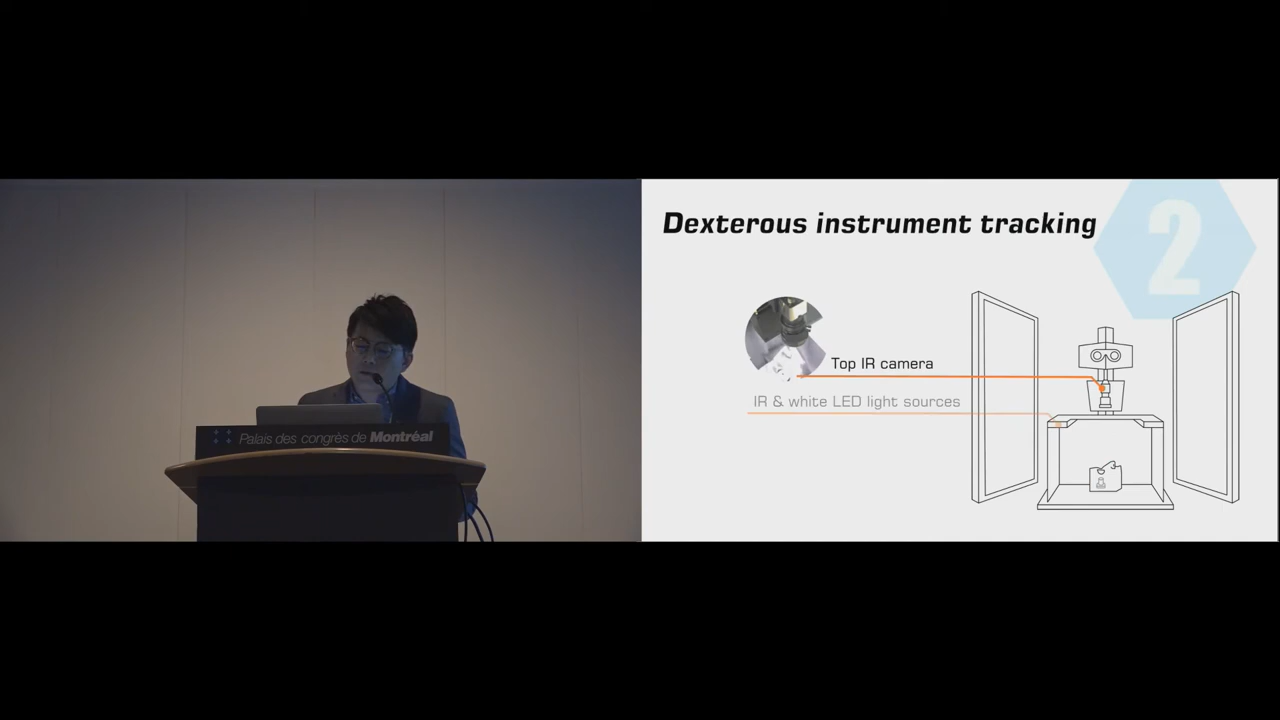 Palais des congrès de Montréal
Dexterous instrument tracking
2
Top IR camera
IR & white LED light sources